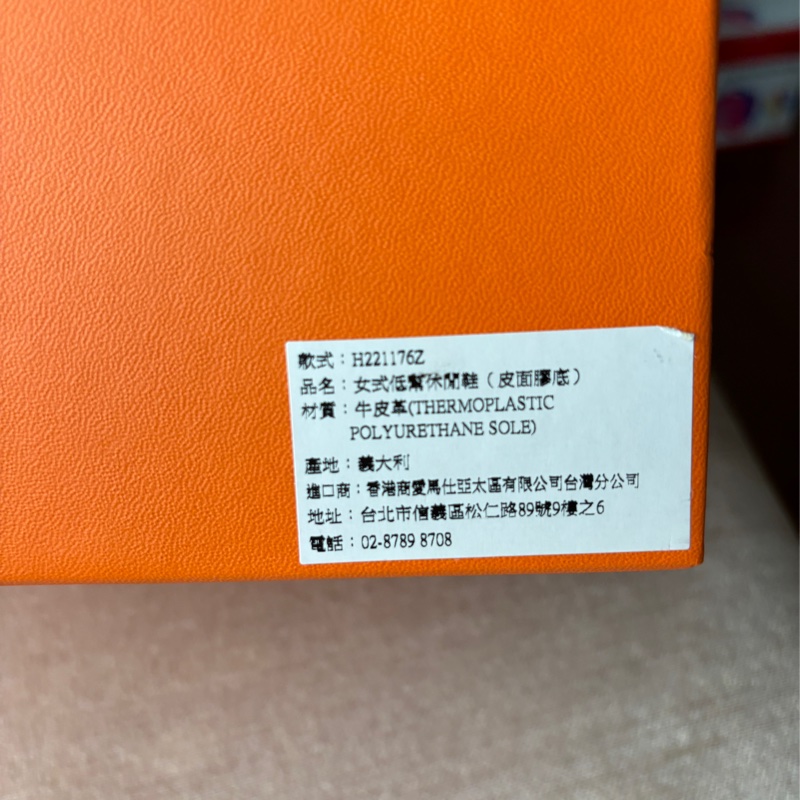 款式：H221176Z
品名：女式低幫休閒鞋（皮面膠底）
材質：牛皮革(THERMOPLASTIC
POLYURETHANE SOLE)
產地：義大利
進口商：香港商愛馬仕亞太區有限公司台灣分公司
地址：台北市信義區松仁路89號9樓之6
電話：02-8789 8708